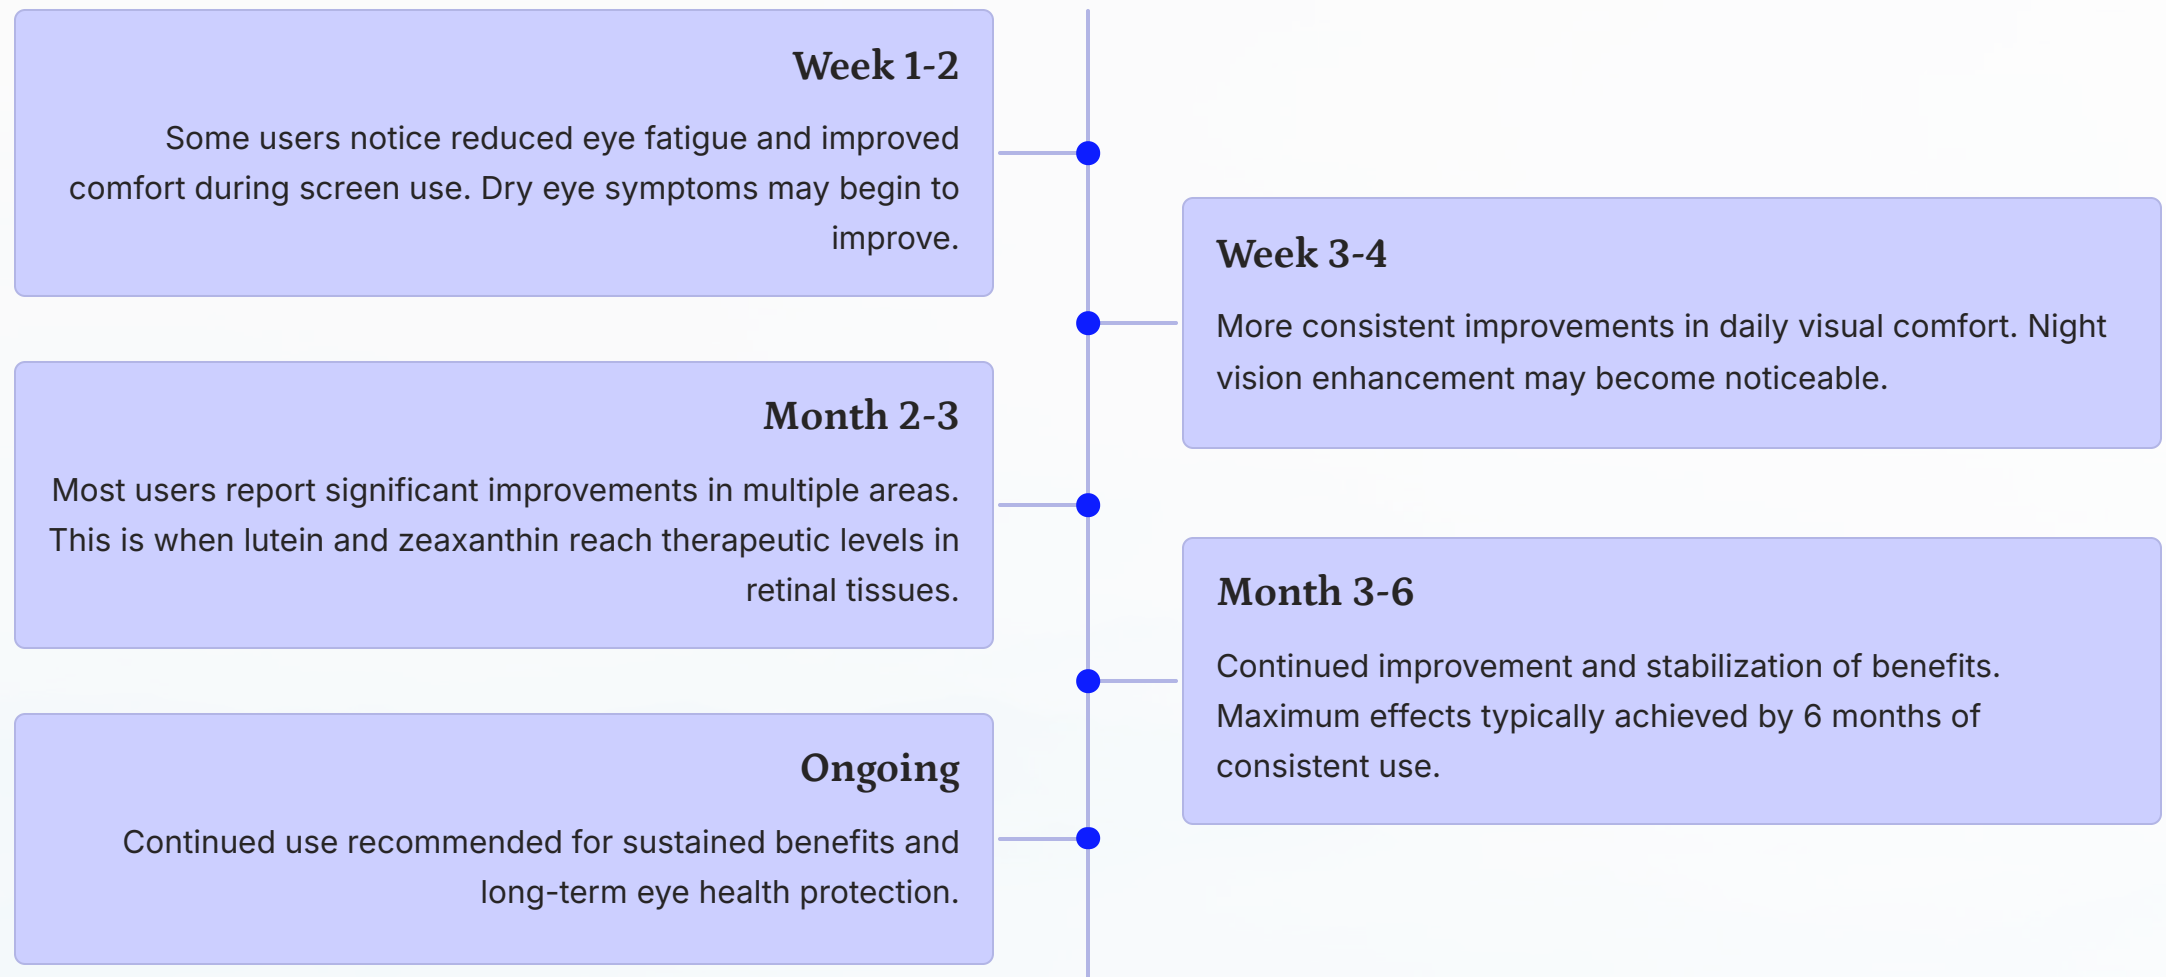 Week 1-2
Some users notice reduced eye fatigue and improved
comfort during screen use. Dry eye symptoms may begin to
improve.
Week 3-4
More consistent improvements in daily visual comfort. Night
vision enhancement may become noticeable.
Month 2-3
Most users report significant improvements in multiple areas.
This is when lutein and zeaxanthin reach therapeutic levels in
retinal tissues.
Month 3-6
Continued improvement and stabilization of benefits.
Maximum effects typically achieved by 6 months of
consistent use.
Ongoing
Continued use recommended for sustained benefits and
long-term eye health protection.